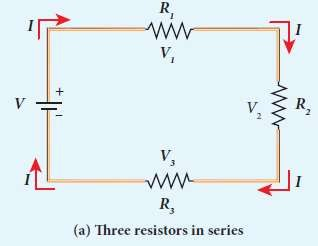 R₁
I
I
V₁
+
V
−
V₂
R₂
V₃
I
I
R₃
(a) Three resistors in series